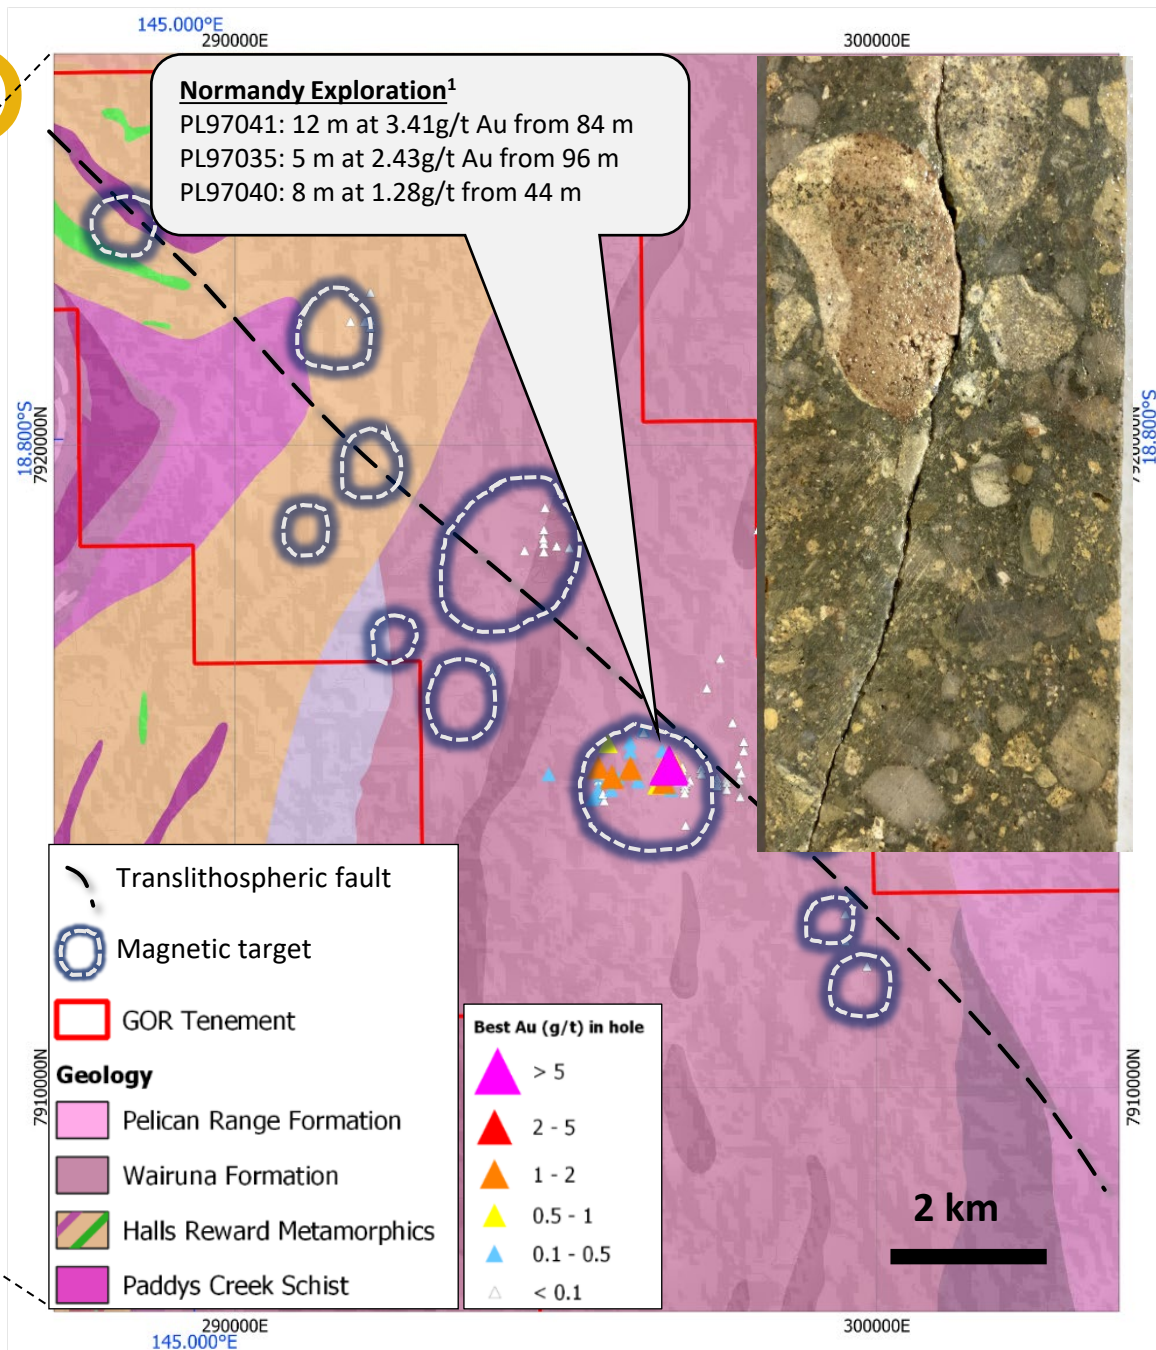 145.000°E
290000E
300000E
Normandy Exploration1
PL97041: 12 m at 3.41g/t Au from 84 m
PL97035: 5 m at 2.43g/t Au from 96 m
PL97040: 8 m at 1.28g/t from 44 m
18.800°S
7920000N
7920000N
18.800°S
Translithospheric fault
Magnetic target
GOR Tenement
Geology
Pelican Range Formation
Wairuna Formation
Halls Reward Metamorphics
Paddys Creek Schist
Best Au (g/t) in hole
> 5
2 - 5
1 - 2
0.5 - 1
0.1 - 0.5
< 0.1
2 km
7910000N
7910000N
290000E
300000E
145.000°E